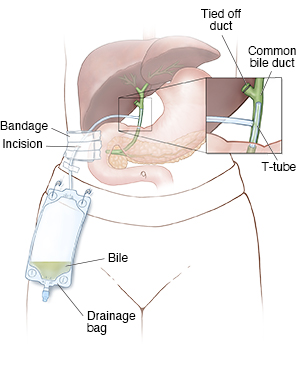 Tied off
duct
Common
bile duct
T-tube
Bandage
Incision
Bile
Drainage
bag